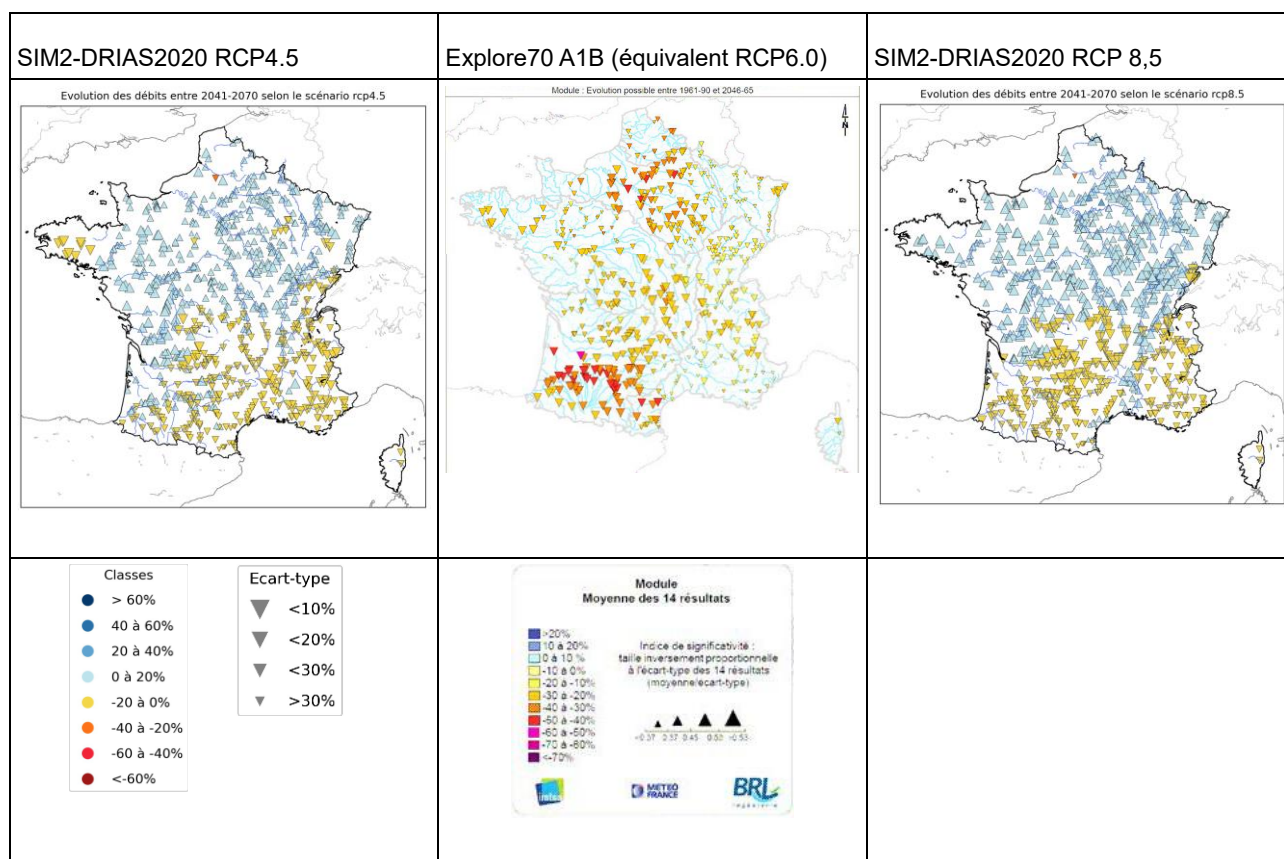 SIM2-DRIAS2020 RCP4.5
Explore70 A1B (équivalent RCP6.0)
SIM2-DRIAS2020 RCP 8,5
Evolution des débits entre 2041-2070 selon le scénario rcp4.5
Module : Evolution possible entre 1961-90 et 2046-65
N
Evolution des débits entre 2041-2070 selon le scénario rcp8.5
Classes
> 60%
40 à 60%
20 à 40%
0 à 20%
-20 à 0%
-40 à -20%
-60 à -40%
<-60%
Ecart-type
<10%
<20%
<30%
>30%
Module
Moyenne des 14 résultats
>20%
10 à 20%
0 à 10 %
-10 à 0%
-20 à -10%
-30 à -20%
-40 à -30%
-50 à -40%
-60 à -50%
-70 à -60%
<-70%
Indice de significativité :
taille inversement proportionnelle
à l'écart-type des 14 résultats
(moyenne/écart-type)
0.45
METEO
FRANCE
BRL